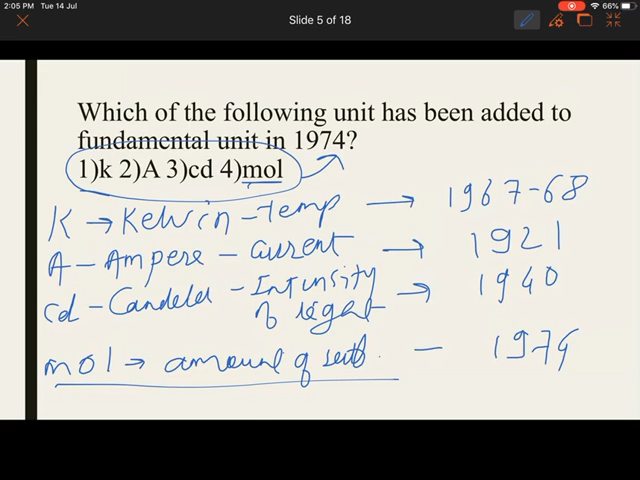 2:05 PM Tue 14 Jul 66%
Slide 5 of 18
Which of the following unit has been added to
fundamental unit in 1974?
1)k 2)A 3)cd 4)mol
K → Kelvin - temp → 1967-68
A - Ampere - current → 1921
Cd - Candela - Intensity of light → 1940
mol → amount of - 1974